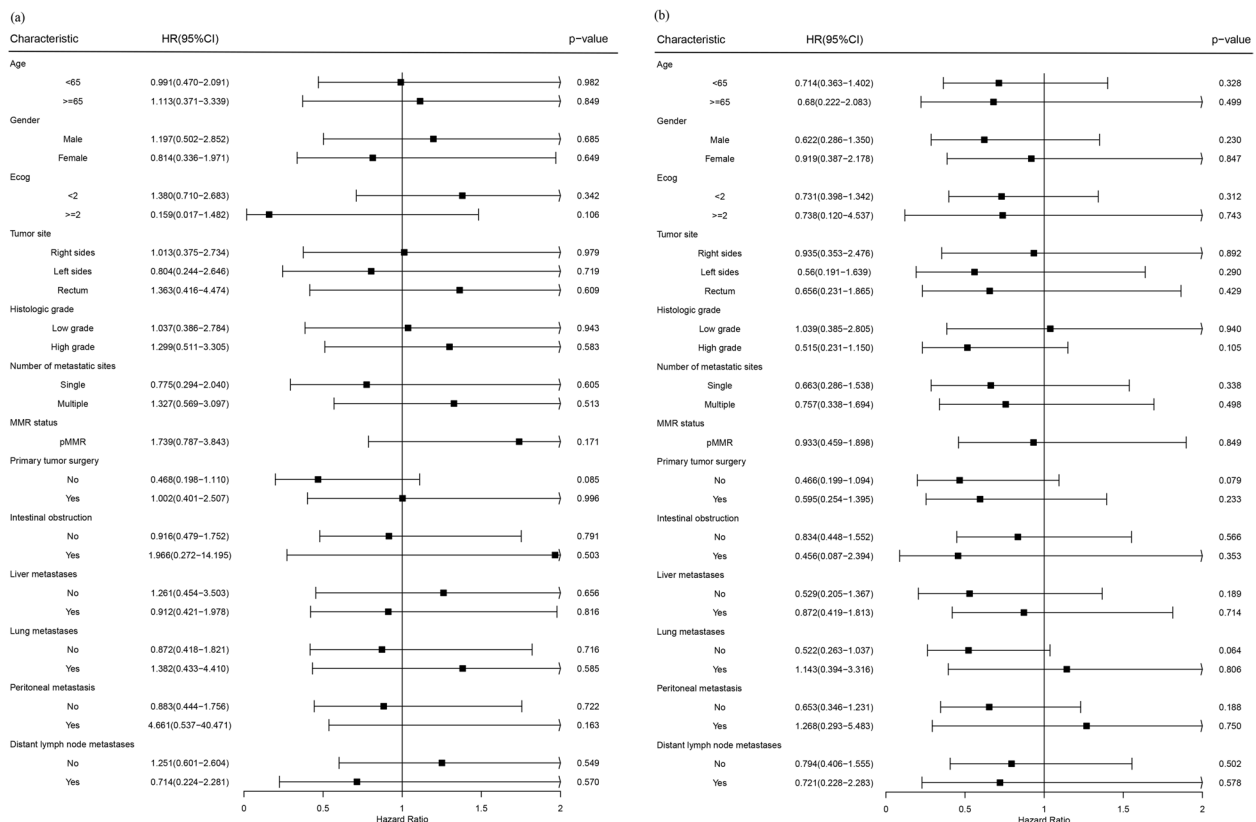 (a)
Characteristic HR(95%CI) p-value
Age
<65 0.991(0.470−2.091) 0.982
>=65 1.113(0.371−3.339) 0.849
Gender
Male 1.197(0.502−2.852) 0.685
Female 0.814(0.336−1.971) 0.649
Ecog
<2 1.380(0.710−2.683) 0.342
>=2 0.159(0.017−1.482) 0.106
Tumor site
Right sides 1.013(0.375−2.734) 0.979
Left sides 0.804(0.244−2.646) 0.719
Rectum 1.363(0.416−4.474) 0.609
Histologic grade
Low grade 1.037(0.386−2.784) 0.943
High grade 1.299(0.511−3.305) 0.583
Number of metastatic sites
Single 0.775(0.294−2.040) 0.605
Multiple 1.327(0.569−3.097) 0.513
MMR status
pMMR 1.739(0.787−3.843) 0.171
Primary tumor surgery
No 0.468(0.198−1.110) 0.085
Yes 1.002(0.401−2.507) 0.996
Intestinal obstruction
No 0.916(0.479−1.752) 0.791
Yes 1.966(0.272−14.195) 0.503
Liver metastases
No 1.261(0.454−3.503) 0.656
Yes 0.912(0.421−1.978) 0.816
Lung metastases
No 0.872(0.418−1.821) 0.716
Yes 1.382(0.433−4.410) 0.585
Peritoneal metastasis
No 0.883(0.444−1.756) 0.722
Yes 4.661(0.537−40.471) 0.163
Distant lymph node metastases
No 1.251(0.601−2.604) 0.549
Yes 0.714(0.224−2.281) 0.570
0 0.5 1 1.5 2
Hazard Ratio
(b)
Characteristic HR(95%CI) p-value
Age
<65 0.714(0.363−1.402) 0.328
>=65 0.68(0.222−2.083) 0.499
Gender
Male 0.622(0.286−1.350) 0.230
Female 0.919(0.387−2.178) 0.847
Ecog
<2 0.731(0.398−1.342) 0.312
>=2 0.738(0.120−4.537) 0.743
Tumor site
Right sides 0.935(0.353−2.476) 0.892
Left sides 0.56(0.191−1.639) 0.290
Rectum 0.656(0.231−1.865) 0.429
Histologic grade
Low grade 1.039(0.385−2.805) 0.940
High grade 0.515(0.231−1.150) 0.105
Number of metastatic sites
Single 0.663(0.286−1.538) 0.338
Multiple 0.757(0.338−1.694) 0.498
MMR status
pMMR 0.933(0.459−1.898) 0.849
Primary tumor surgery
No 0.466(0.199−1.094) 0.079
Yes 0.595(0.254−1.395) 0.233
Intestinal obstruction
No 0.834(0.448−1.552) 0.566
Yes 0.456(0.087−2.394) 0.353
Liver metastases
No 0.529(0.205−1.367) 0.189
Yes 0.872(0.419−1.813) 0.714
Lung metastases
No 0.522(0.263−1.037) 0.064
Yes 1.143(0.394−3.316) 0.806
Peritoneal metastasis
No 0.653(0.346−1.231) 0.188
Yes 1.268(0.293−5.483) 0.750
Distant lymph node metastases
No 0.794(0.406−1.555) 0.502
Yes 0.721(0.228−2.283) 0.578
0 0.5 1 1.5 2
Hazard Ratio